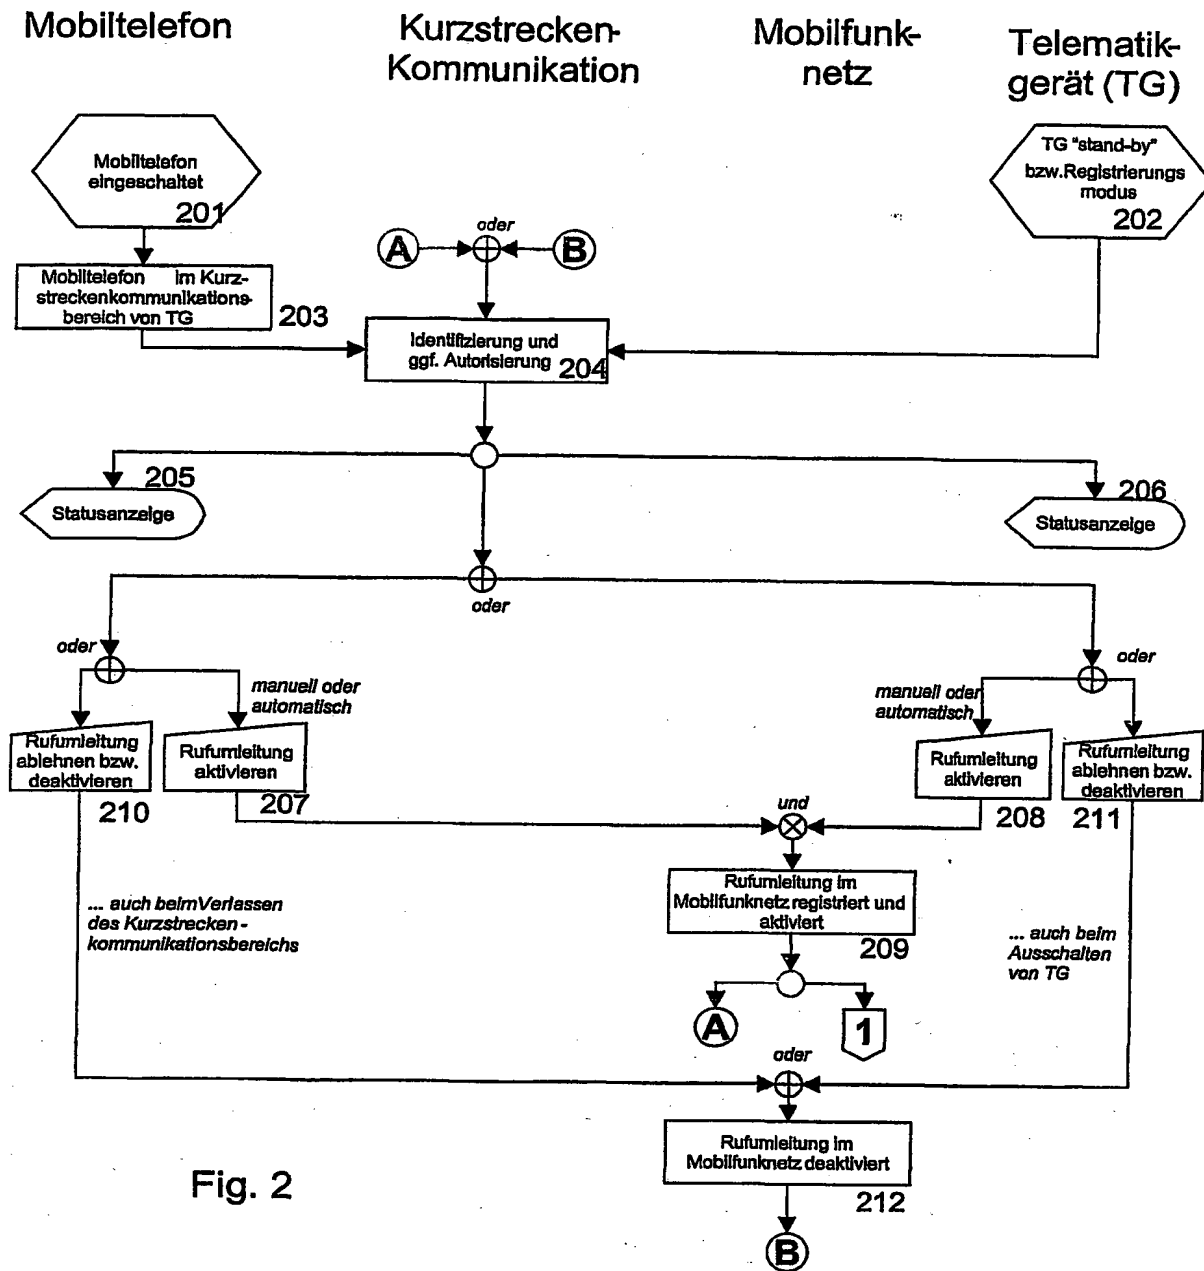 Mobiltelefon
Kurzstrecken-
Kommunikation
Mobilfunk-
netz
Telematik-
gerät (TG)
Mobiltelefon
eingeschaltet
201
TG "stand-by"
bzw.Registrierungs
modus
202
oder
A
B
Mobiltelefon im Kurz-
streckenkommunikations-
bereich von TG
203
Identifizierung und
ggf. Autorisierung
204
205
Statusanzeige
206
Statusanzeige
oder
oder
oder
manuell oder
automatisch
manuell oder
automatisch
Rufumleitung
ablehnen bzw.
deaktivieren
210
Rufumleitung
aktivieren
207
und
Rufumleitung
aktivieren
208
Rufumleitung
ablehnen bzw.
deaktivieren
211
Rufumleitung im
Mobilfunknetz registriert und
aktiviert
209
... auch beim Verlassen
des Kurzstrecken-
kommunikationsbereichs
... auch beim
Ausschalten
von TG
A
1
oder
Rufumleitung im
Mobilfunknetz deaktiviert
212
B
Fig. 2